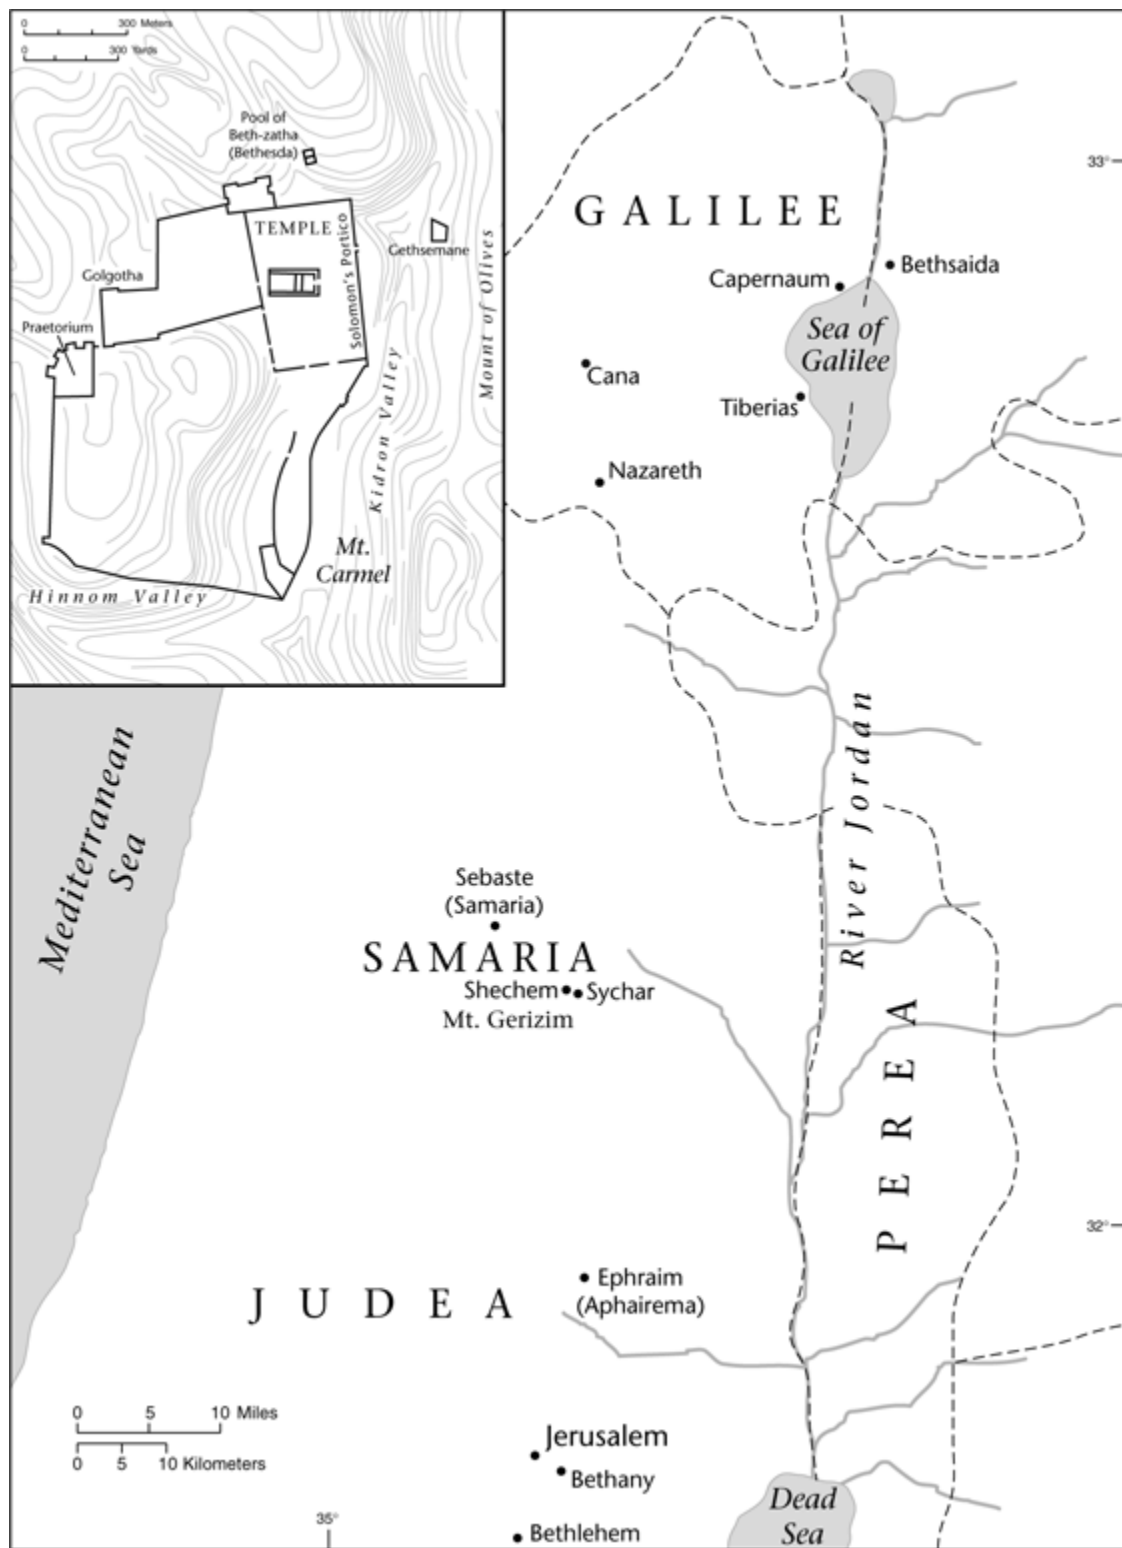 0 300 Meters
0 300 Yards
Pool of
Beth-zatha
(Bethesda)
TEMPLE
Solomon's Portico
Gethsemane
Golgotha
Praetorium
Mount of Olives
Kidron Valley
Mt.
Carmel
Hinnom Valley
33°
GALILEE
Bethsaida
Capernaum
Sea of
Galilee
Cana
Tiberias
Nazareth
River Jordan
Mediterranean
Sea
Sebaste
(Samaria)
SAMARIA
Shechem
Sychar
Mt. Gerizim
PEREA
32°
Ephraim
(Aphairema)
JUDEA
0 5 10 Miles
0 5 10 Kilometers
Jerusalem
Bethany
Dead
Sea
35°
Bethlehem